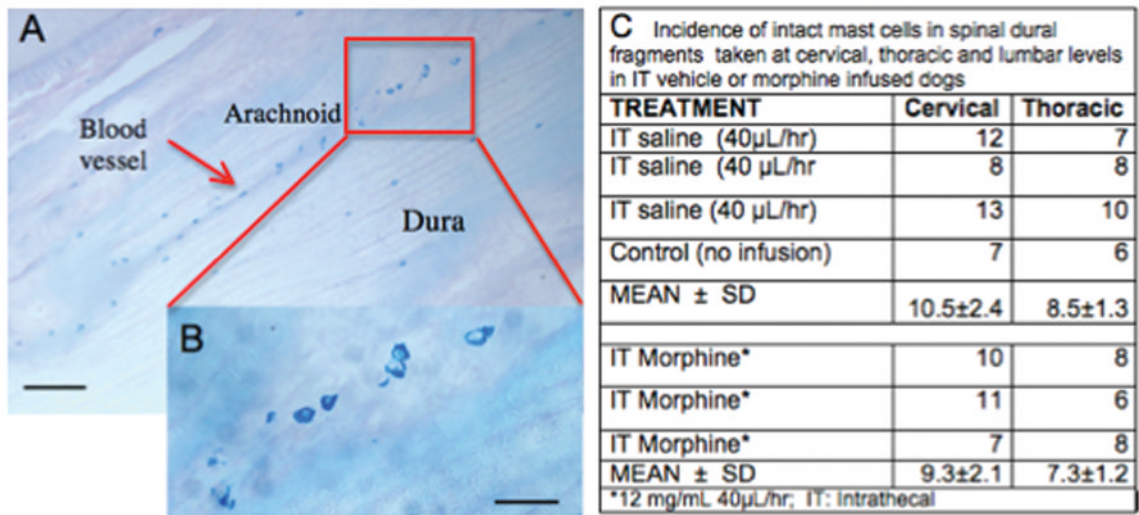 A
Blood
vessel
Arachnoid
Dura
B
C Incidence of intact mast cells in spinal dural
fragments taken at cervical, thoracic and lumbar levels
in IT vehicle or morphine infused dogs
TREATMENT Cervical Thoracic
IT saline (40µL/hr) 12 7
IT saline (40 µL/hr 8 8
IT saline (40 µL/hr) 13 10
Control (no infusion) 7 6
MEAN ± SD 10.5±2.4 8.5±1.3
IT Morphine* 10 8
IT Morphine* 11 6
IT Morphine* 7 8
MEAN ± SD 9.3±2.1 7.3±1.2
*12 mg/mL 40µL/hr; IT: Intrathecal